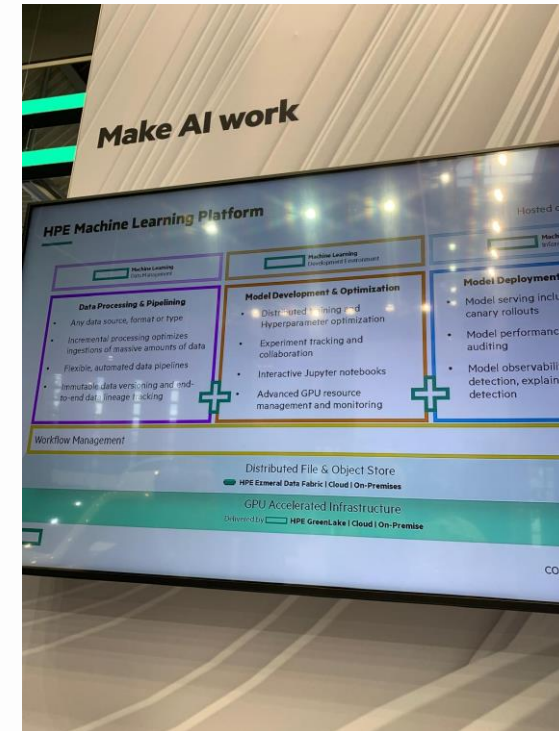 Make AI work
HPE Machine Learning Platform
Hosted
Machine Learning
Data Management
Machine Learning
Development Environment
Data Processing & Pipelining
• Any data source, format or type
• Incremental processing optimizes
ingestions of massive amounts of data
• Flexible, automated data pipelines
• Immutable data versioning and end-
to-end data lineage tracking
Model Development & Optimization
• Distributed training and
Hyperparameter optimization
• Experiment tracking and
collaboration
• Interactive Jupyter notebooks
• Advanced GPU resource
management and monitoring
Model Deployment
• Model serving incl
canary rollouts
• Model performanc
auditing
• Model observabili
detection, explain
detection
Workflow Management
Distributed File & Object Store
HPE Ezmeral Data Fabric | Cloud | On-Premises
GPU Accelerated Infrastructure
Delivered by HPE GreenLake | Cloud | On-Premise
CO